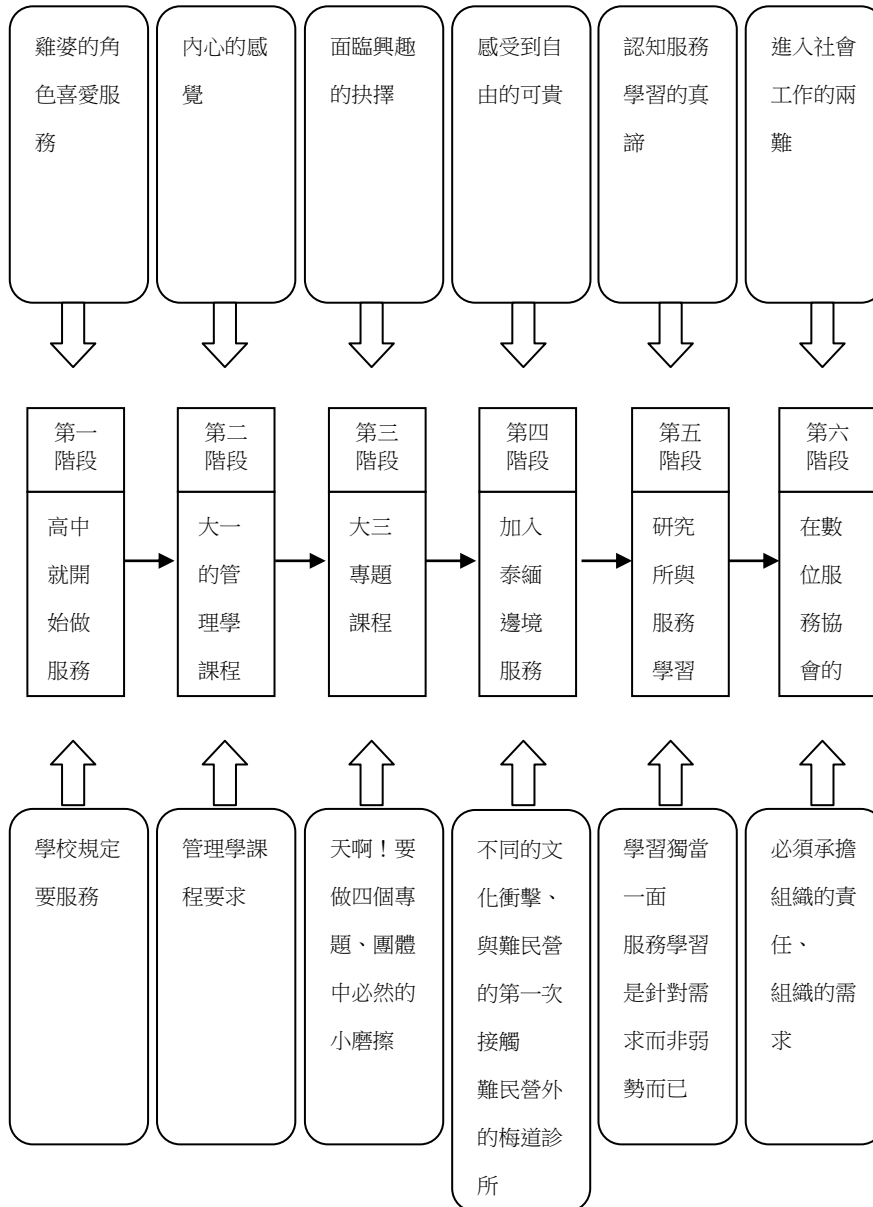 雞婆的角
色喜愛服
務
內心的感
覺
面臨興趣
的抉擇
感受到自
由的可貴
認知服務
學習的真
諦
進入社會
工作的兩
難
第一
階段
高中
就開
始做
服務
第二
階段
大一
的管
理學
課程
第三
階段
大三
專題
課程
第四
階段
加入
泰緬
邊境
服務
第五
階段
研究
所與
服務
學習
第六
階段
在數
位服
務協
會的
學校規定
要服務
管理學課
程要求
天啊！要
做四個專
題、團體
中必然的
小磨擦
不同的文
化衝擊、
與難民營
的第一次
接觸
難民營外
的梅道診
所
學習獨當
一面
服務學習
是針對需
求而非弱
勢而已
必須承擔
組織的責
任、
組織的需
求